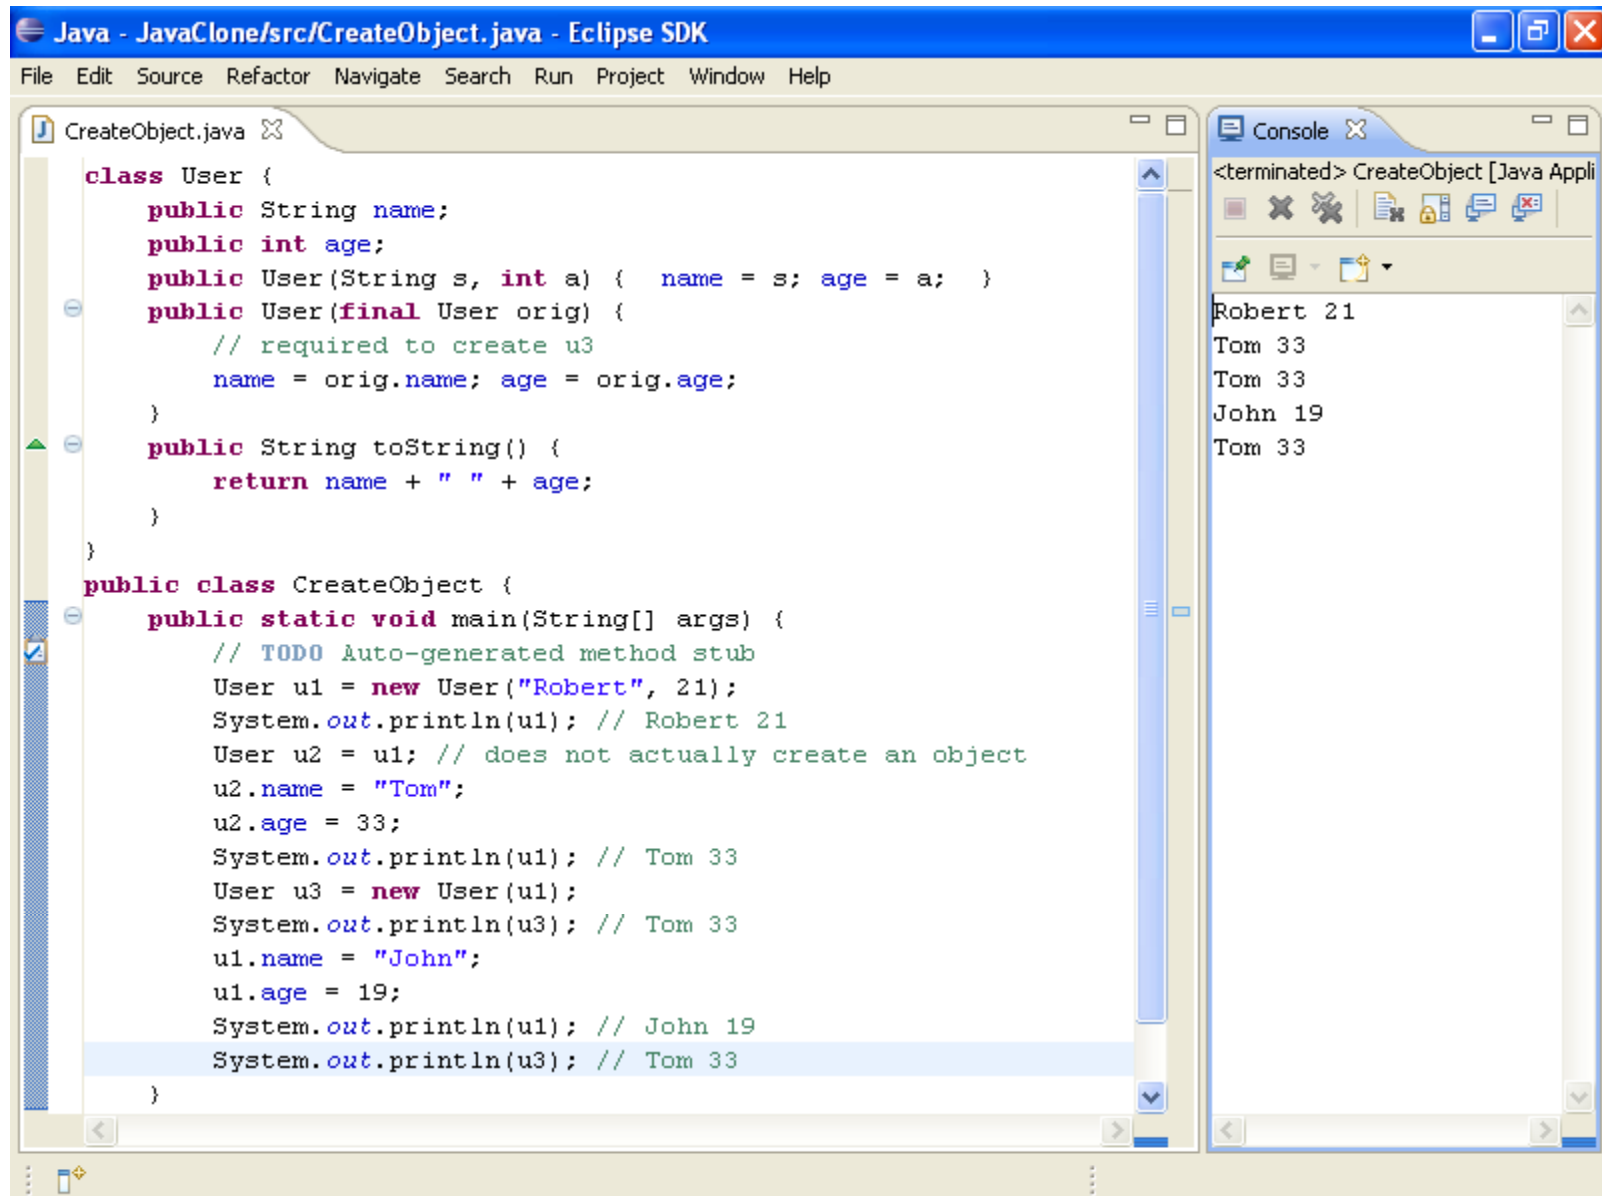 Java - JavaClone/src/CreateObject.java - Eclipse SDK
File Edit Source Refactor Navigate Search Run Project Window Help
CreateObject.java
class User {
    public String name;
    public int age;
    public User(String s, int a) {  name = s; age = a;  }
    public User(final User orig) {
        // required to create u3
        name = orig.name; age = orig.age;
    }
    public String toString() {
        return name + " " + age;
    }
}
public class CreateObject {
    public static void main(String[] args) {
        // TODO Auto-generated method stub
        User u1 = new User("Robert", 21);
        System.out.println(u1); // Robert 21
        User u2 = u1; // does not actually create an object
        u2.name = "Tom";
        u2.age = 33;
        System.out.println(u1); // Tom 33
        User u3 = new User(u1);
        System.out.println(u3); // Tom 33
        u1.name = "John";
        u1.age = 19;
        System.out.println(u1); // John 19
        System.out.println(u3); // Tom 33
    }
Console
<terminated> CreateObject [Java Appli
Robert 21
Tom 33
Tom 33
John 19
Tom 33